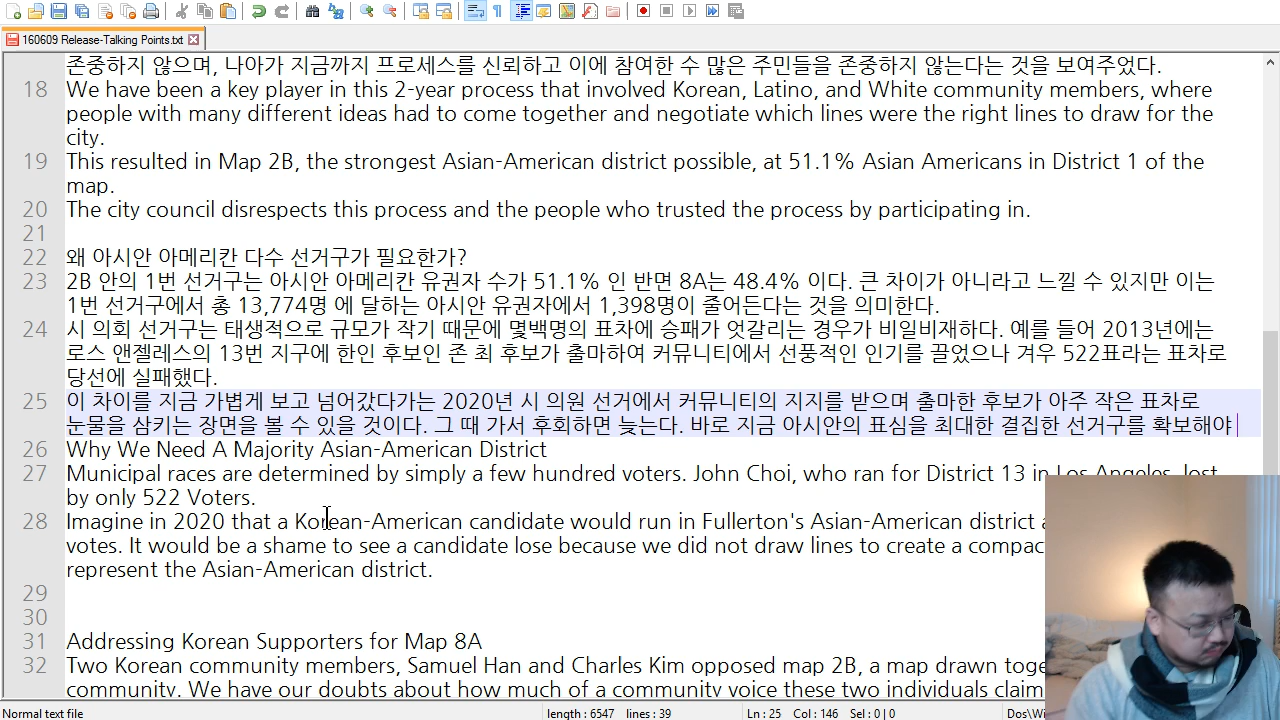 160609 Release-Talking Points.txt
존중하지 않으며, 나아가 지금까지 프로세스를 신뢰하고 이에 참여한 수 많은 주민들을 존중하지 않는다는 것을 보여주었다.
18 We have been a key player in this 2-year process that involved Korean, Latino, and White community members, where
people with many different ideas had to come together and negotiate which lines were the right lines to draw for the
city.
19 This resulted in Map 2B, the strongest Asian-American district possible, at 51.1% Asian Americans in District 1 of the
map.
20 The city council disrespects this process and the people who trusted the process by participating in.
21
22 왜 아시안 아메리칸 다수 선거구가 필요한가?
23 2B 안의 1번 선거구는 아시안 아메리칸 유권자 수가 51.1% 인 반면 8A는 48.4% 이다. 큰 차이가 아니라고 느낄 수 있지만 이는
1번 선거구에서 총 13,774명 에 달하는 아시안 유권자에서 1,398명이 줄어든다는 것을 의미한다.
24 시 의회 선거구는 태생적으로 규모가 작기 때문에 몇백명의 표차에 승패가 엇갈리는 경우가 비일비재하다. 예를 들어 2013년에는
로스 앤젤레스의 13번 지구에 한인 후보인 존 최 후보가 출마하여 커뮤니티에서 선풍적인 인기를 끌었으나 겨우 522표라는 표차로
당선에 실패했다.
25 이 차이를 지금 가볍게 보고 넘어갔다가는 2020년 시 의원 선거에서 커뮤니티의 지지를 받으며 출마한 후보가 아주 작은 표차로
눈물을 삼키는 장면을 볼 수 있을 것이다. 그 때 가서 후회하면 늦는다. 바로 지금 아시안의 표심을 최대한 결집한 선거구를 확보해야
26 Why We Need A Majority Asian-American District
27 Municipal races are determined by simply a few hundred voters. John Choi, who ran for District 13 in Los Angeles, lost
by only 522 Voters.
28 Imagine in 2020 that a Korean-American candidate would run in Fullerton's Asian-American district
votes. It would be a shame to see a candidate lose because we did not draw lines to create a
represent the Asian-American district.
29
30
31 Addressing Korean Supporters for Map 8A
32 Two Korean community members, Samuel Han and Charles Kim opposed map 2B, a map drawn
community. We have our doubts about how much of a community voice these two individuals claim
Normal text file length : 6547 lines : 39 Ln : 25 Col : 146 Sel : 0 | 0